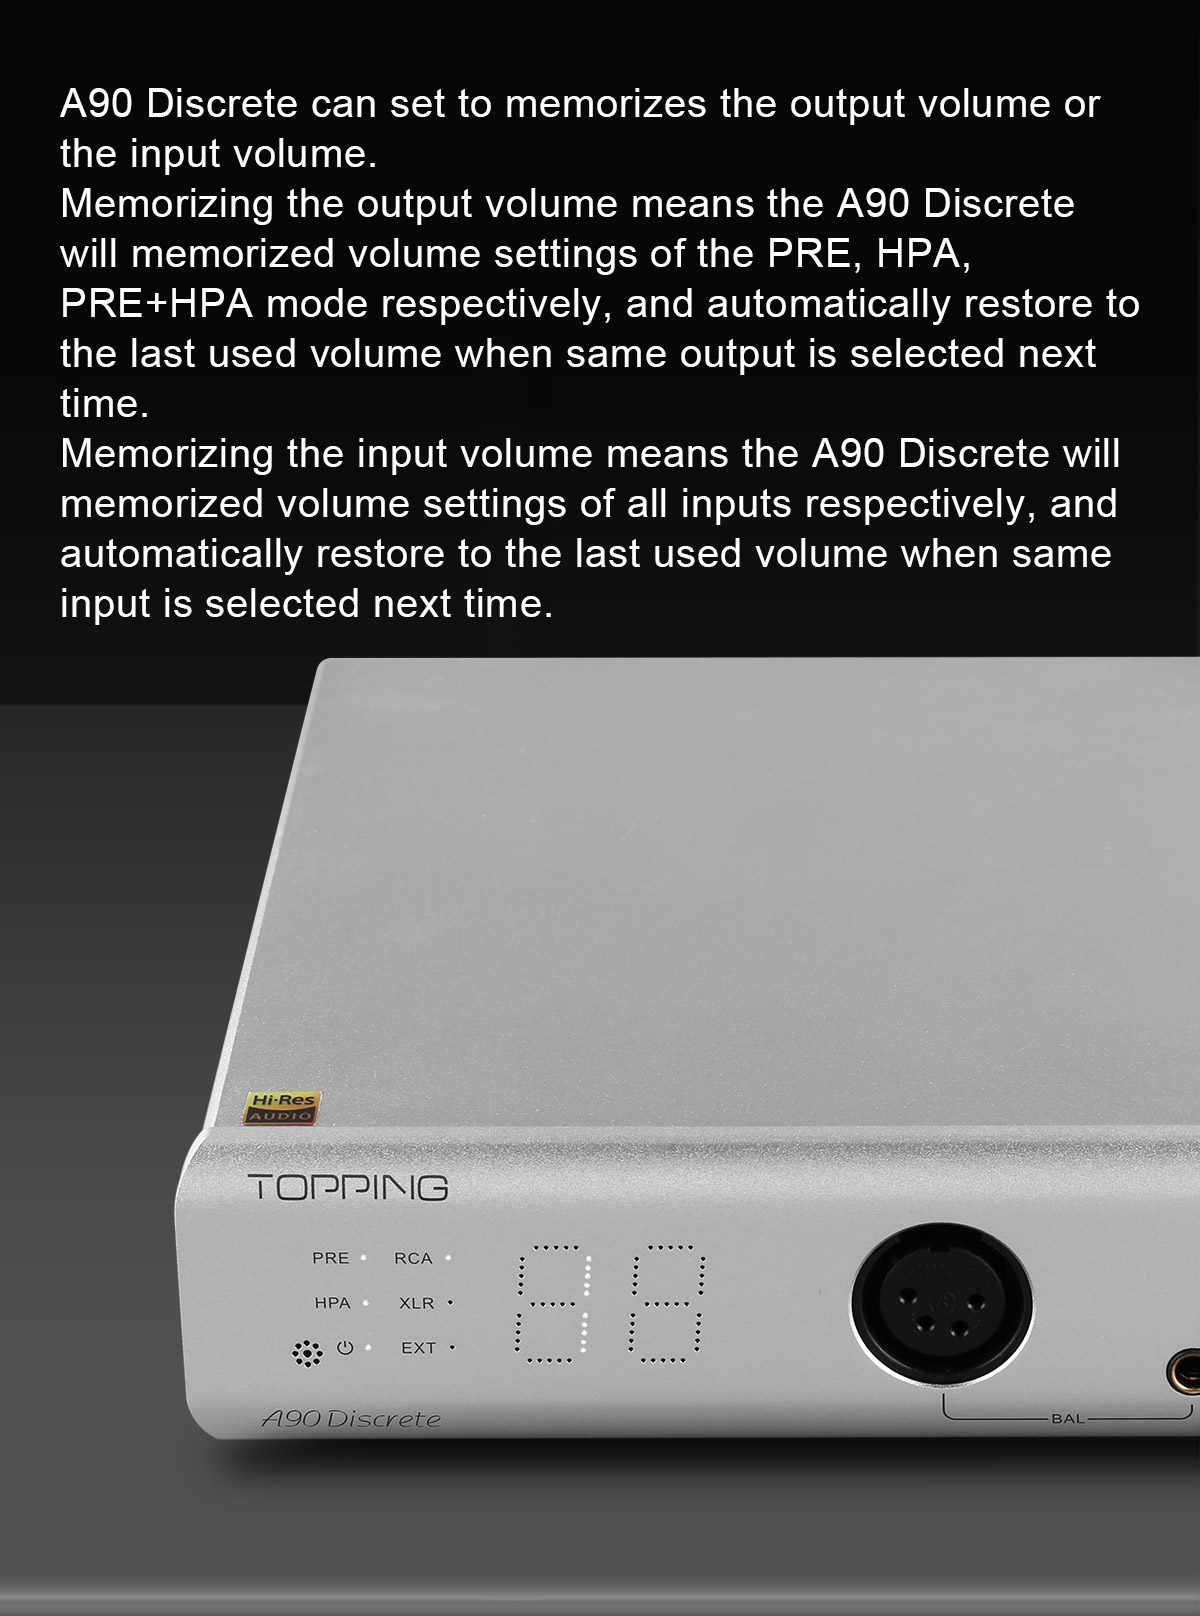 A90 Discrete can set to memorizes the output volume or
the input volume.
Memorizing the output volume means the A90 Discrete
will memorized volume settings of the PRE, HPA,
PRE+HPA mode respectively, and automatically restore to
the last used volume when same output is selected next
time.
Memorizing the input volume means the A90 Discrete will
memorized volume settings of all inputs respectively, and
automatically restore to the last used volume when same
input is selected next time.
Hi-Res
AUDIO
TOPPING
PRE RCA
HPA XLR
EXT
A90 Discrete
BAL